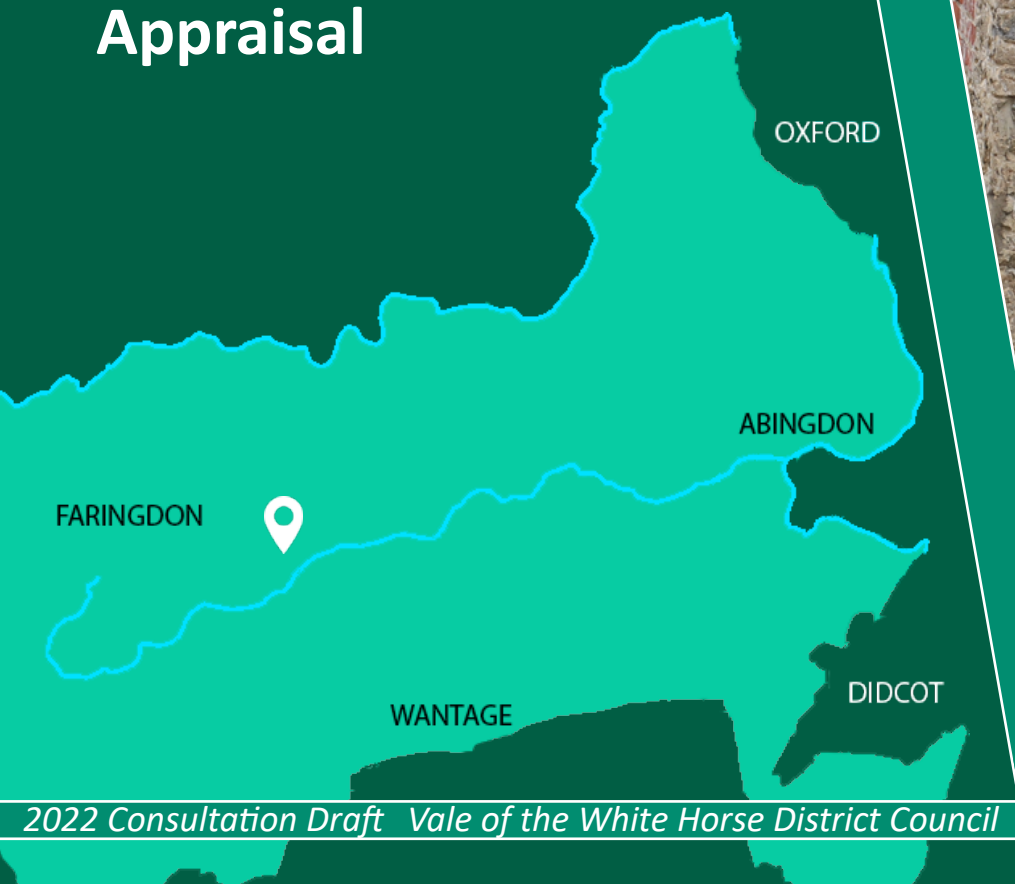 Appraisal
OXFORD
ABINGDON
FARINGDON
DIDCOT
WANTAGE
2022 Consultation Draft Vale of the White Horse District Council